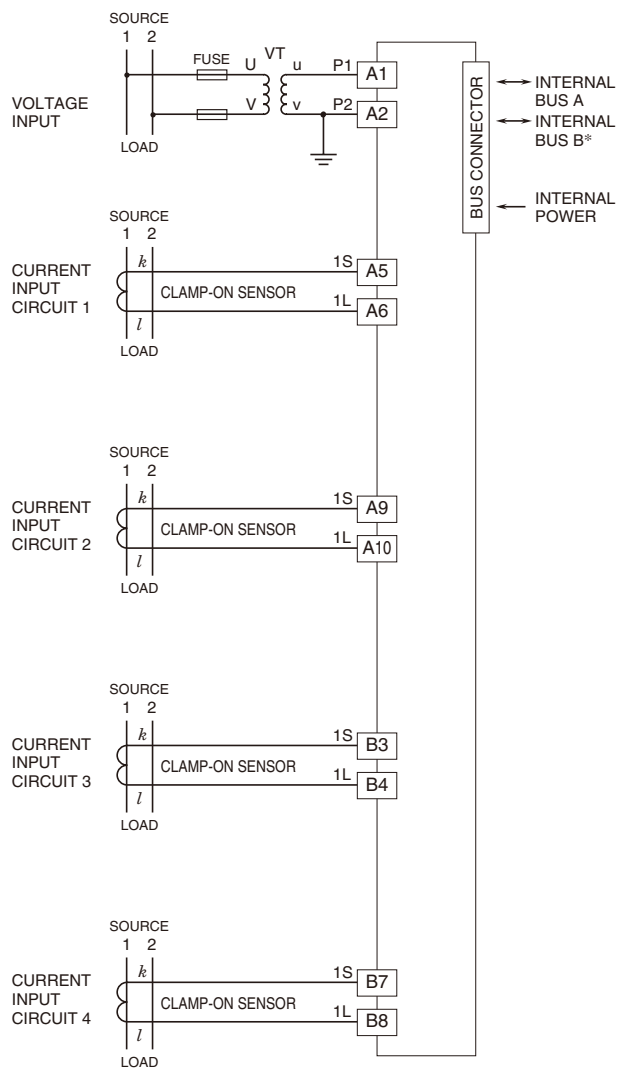 SOURCE
1 2
FUSE
VT
U
u
P1
A1
V
v
P2
A2
VOLTAGE
INPUT
LOAD
BUS CONNECTOR
INTERNAL
BUS A
INTERNAL
BUS B*
INTERNAL
POWER
SOURCE
1 2
k
1S
A5
CURRENT
INPUT
CIRCUIT 1
CLAMP-ON SENSOR
1L
A6
l
LOAD
SOURCE
1 2
k
1S
A9
CURRENT
INPUT
CIRCUIT 2
CLAMP-ON SENSOR
1L
A10
l
LOAD
SOURCE
1 2
k
1S
B3
CURRENT
INPUT
CIRCUIT 3
CLAMP-ON SENSOR
1L
B4
l
LOAD
SOURCE
1 2
k
1S
B7
CURRENT
INPUT
CIRCUIT 4
CLAMP-ON SENSOR
1L
B8
l
LOAD